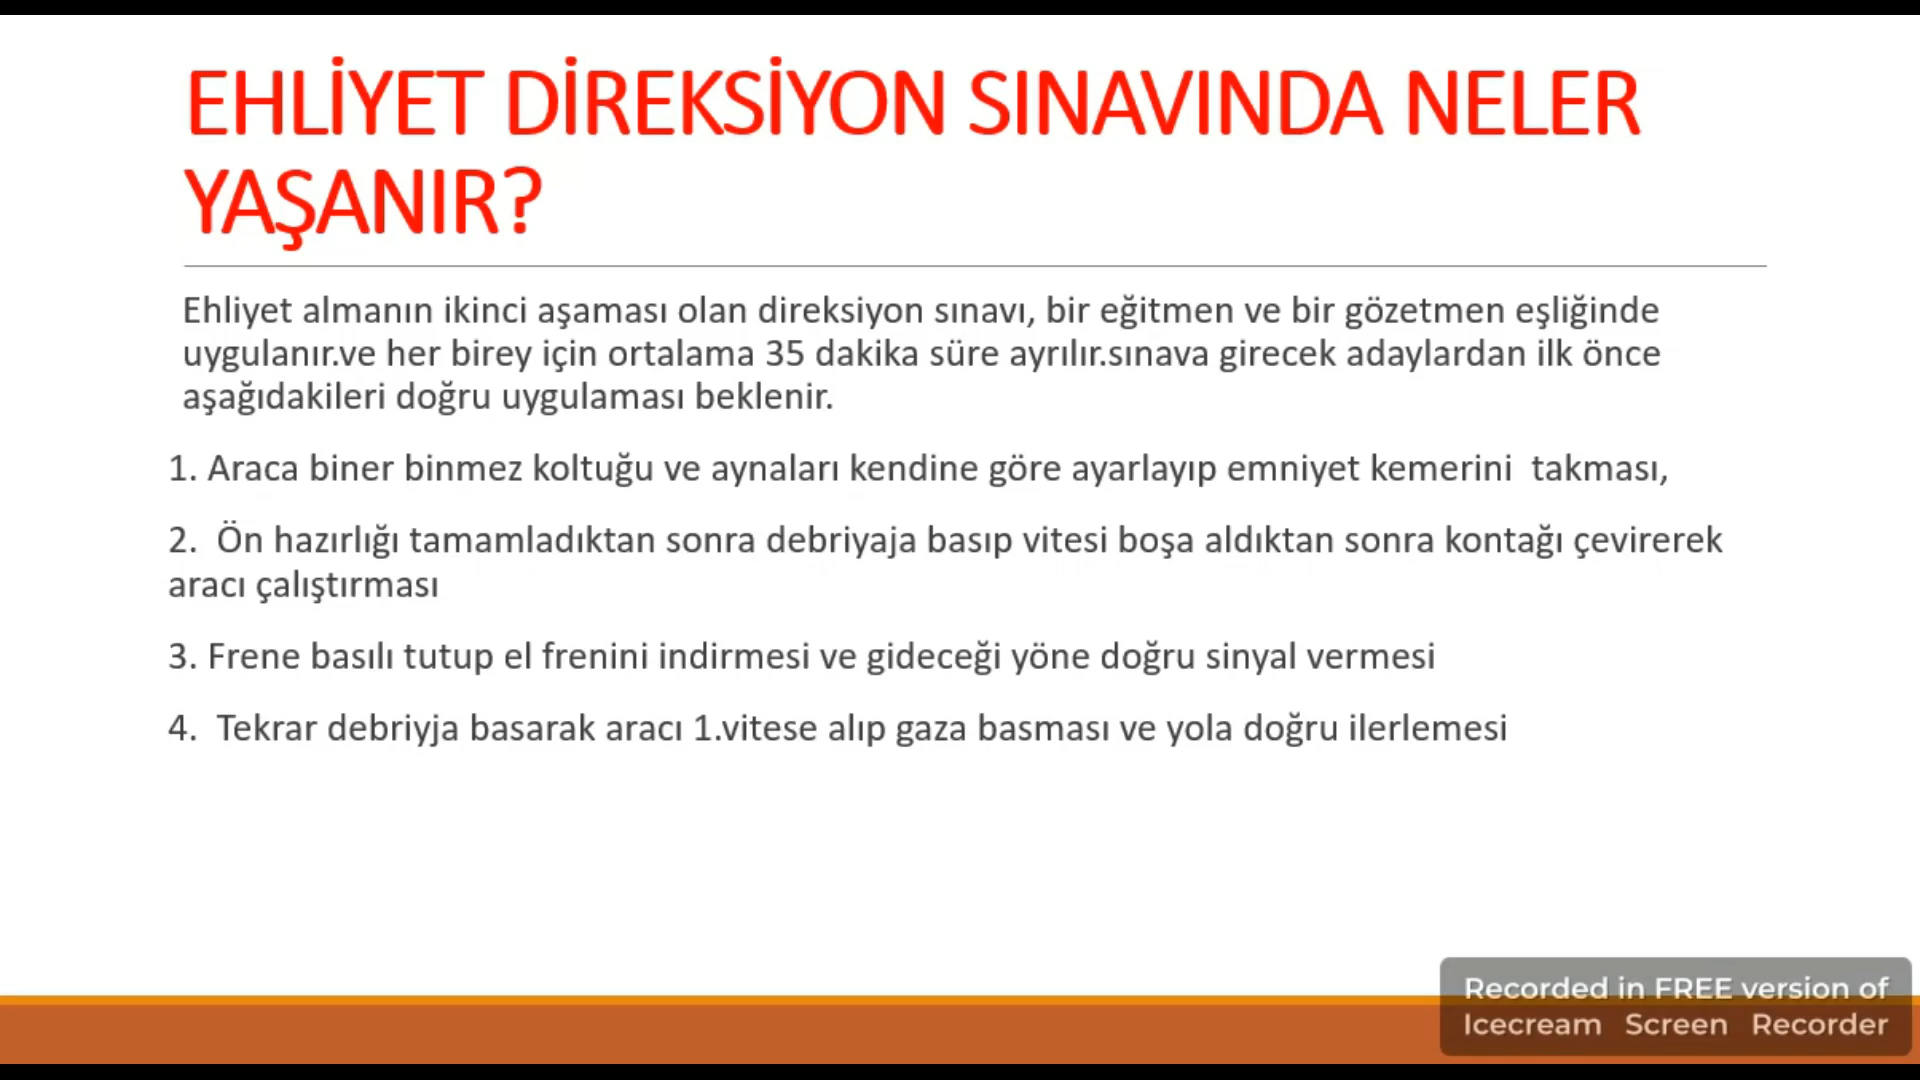 EHLİYET DİREKSİYON SINAVINDA NELER
YAŞANIR?
Ehliyet almanın ikinci aşaması olan direksiyon sınavı, bir eğitmen ve bir gözetmen eşliğinde
uygulanır.ve her birey için ortalama 35 dakika süre ayrılır.sınava girecek adaylardan ilk önce
aşağıdakileri doğru uygulaması beklenir.
1. Araca biner binmez koltuğu ve aynaları kendine göre ayarlayıp emniyet kemerini  takması,
2.  Ön hazırlığı tamamladıktan sonra debriyaja basıp vitesi boşa aldıktan sonra kontağı çevirerek
aracı çalıştırması
3. Frene basılı tutup el frenini indirmesi ve gideceği yöne doğru sinyal vermesi
4.  Tekrar debriyja basarak aracı 1.vitese alıp gaza basması ve yola doğru ilerlemesi
Recorded in FREE version of
Icecream Screen Recorder